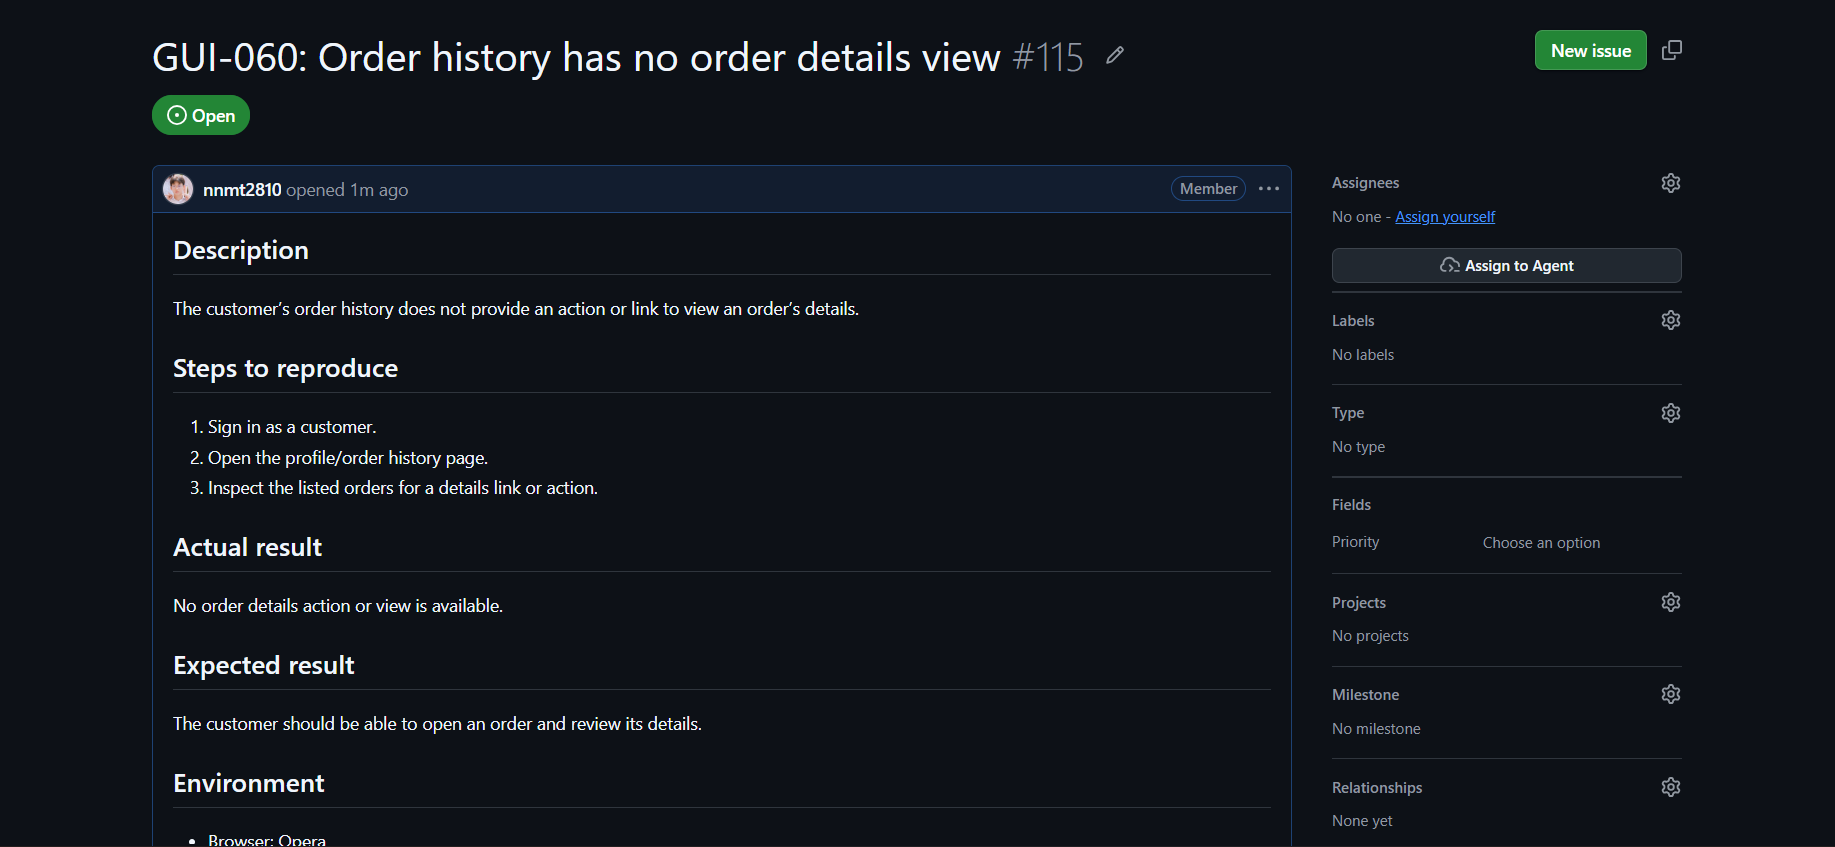 GUI-060: Order history has no order details view #115
New issue
Open
nnmt2810 opened 1m ago
Member
Description
The customer’s order history does not provide an action or link to view an order’s details.
Steps to reproduce
1. Sign in as a customer.
2. Open the profile/order history page.
3. Inspect the listed orders for a details link or action.
Actual result
No order details action or view is available.
Expected result
The customer should be able to open an order and review its details.
Environment
• Browser: Opera
Assignees
No one - Assign yourself
Assign to Agent
Labels
No labels
Type
No type
Fields
Priority Choose an option
Projects
No projects
Milestone
No milestone
Relationships
None yet